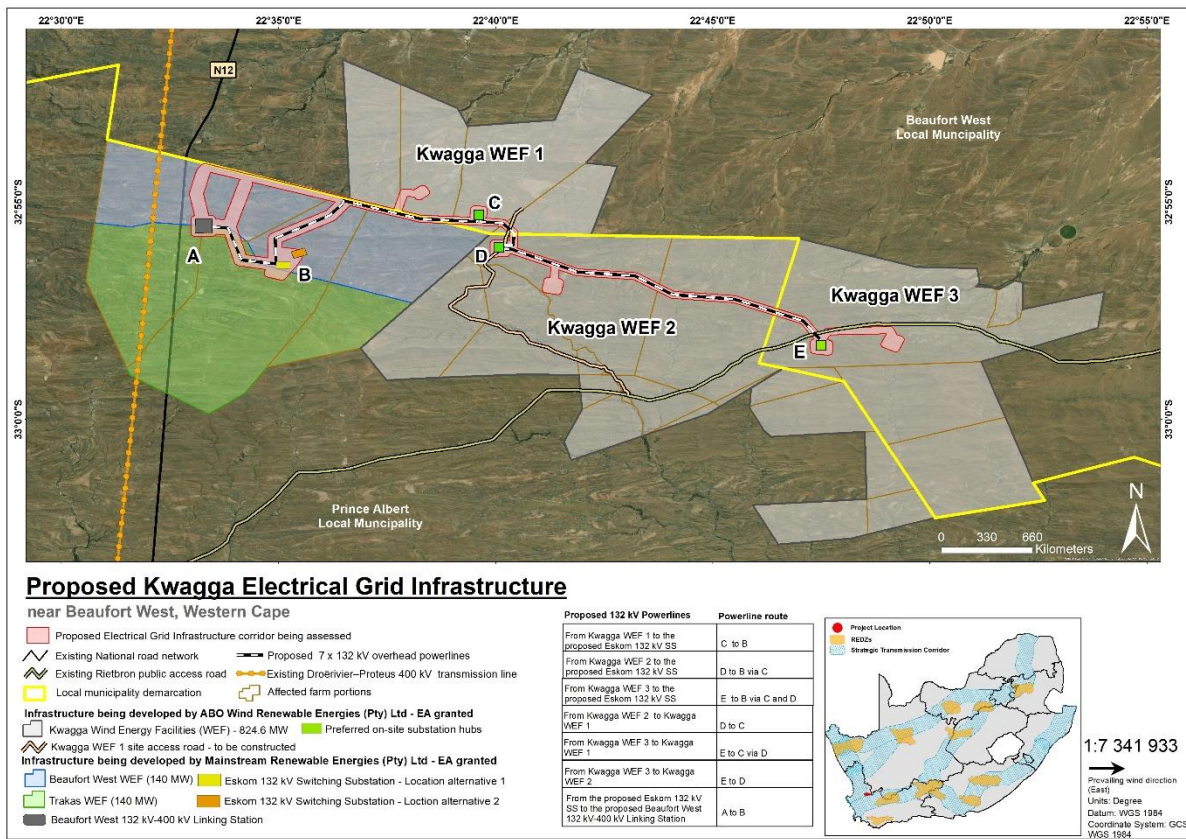 22°30'0"E 22°35'0"E 22°40'0"E 22°45'0"E 22°50'0"E 22°55'0"E
N12
Beaufort West
Local Muncipality
Kwagga WEF 1
32°55'0"S
32°55'0"S
C
A
B
D
Kwagga WEF 3
Kwagga WEF 2
E
33°0'0"S
33°0'0"S
Prince Albert
Local Muncipality
N
0 330 660
Kilometers
Proposed Kwagga Electrical Grid Infrastructure
near Beaufort West, Western Cape
Proposed Electrical Grid Infrastructure corridor being assessed
Existing National road network
Proposed 7 x 132 kV overhead powerlines
Existing Rietbron public access road
Existing Droërivier–Proteus 400 kV transmission line
Local municipality demarcation
Affected farm portions
Infrastructure being developed by ABO Wind Renewable Energies (Pty) Ltd - EA granted
Kwagga Wind Energy Facilities (WEF) - 824.6 MW
Preferred on-site substation hubs
Kwagga WEF 1 site access road - to be constructed
Infrastructure being developed by Mainstream Renewable Energies (Pty) Ltd - EA granted
Beaufort West WEF (140 MW)
Eskom 132 kV Switching Substation - Location alternative 1
Trakas WEF (140 MW)
Eskom 132 kV Switching Substation - Loction alternative 2
Beaufort West 132 kV-400 kV Linking Station
Proposed 132 kV Powerlines Powerline route
From Kwagga WEF 1 to the
proposed Eskom 132 kV SS
C to B
From Kwagga WEF 2 to the
proposed Eskom 132 kV SS
D to B via C
From Kwagga WEF 3 to the
proposed Eskom 132 kV SS
E to B via C and D
From Kwagga WEF 2 to Kwagga
WEF 1
D to C
From Kwagga WEF 3 to Kwagga
WEF 1
E to C via D
From Kwagga WEF 3 to Kwagga
WEF 2
E to D
From the proposed Eskom 132 kV
SS to the proposed Beaufort West
132 kV-400 kV Linking Station
A to B
Project Location
REDZs
Strategic Transmission Corridor
1:7 341 933
Prevailing wind direction
(East)
Units: Degree
Datum: WGS 1984
Coordinate System: GCS
WGS 1984